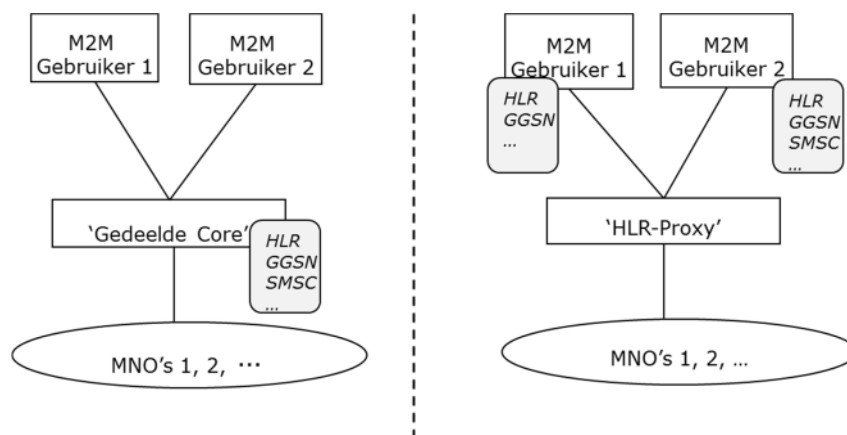 M2M
Gebruiker 1
M2M
Gebruiker 2
‘Gedeelde Core’
HLR
GGSN
SMSC
...
MNO’s 1, 2, ...
M2M
Gebruiker 1
HLR
GGSN
...
M2M
Gebruiker 2
HLR
GGSN
SMSC
...
‘HLR-Proxy’
MNO’s 1, 2, ...